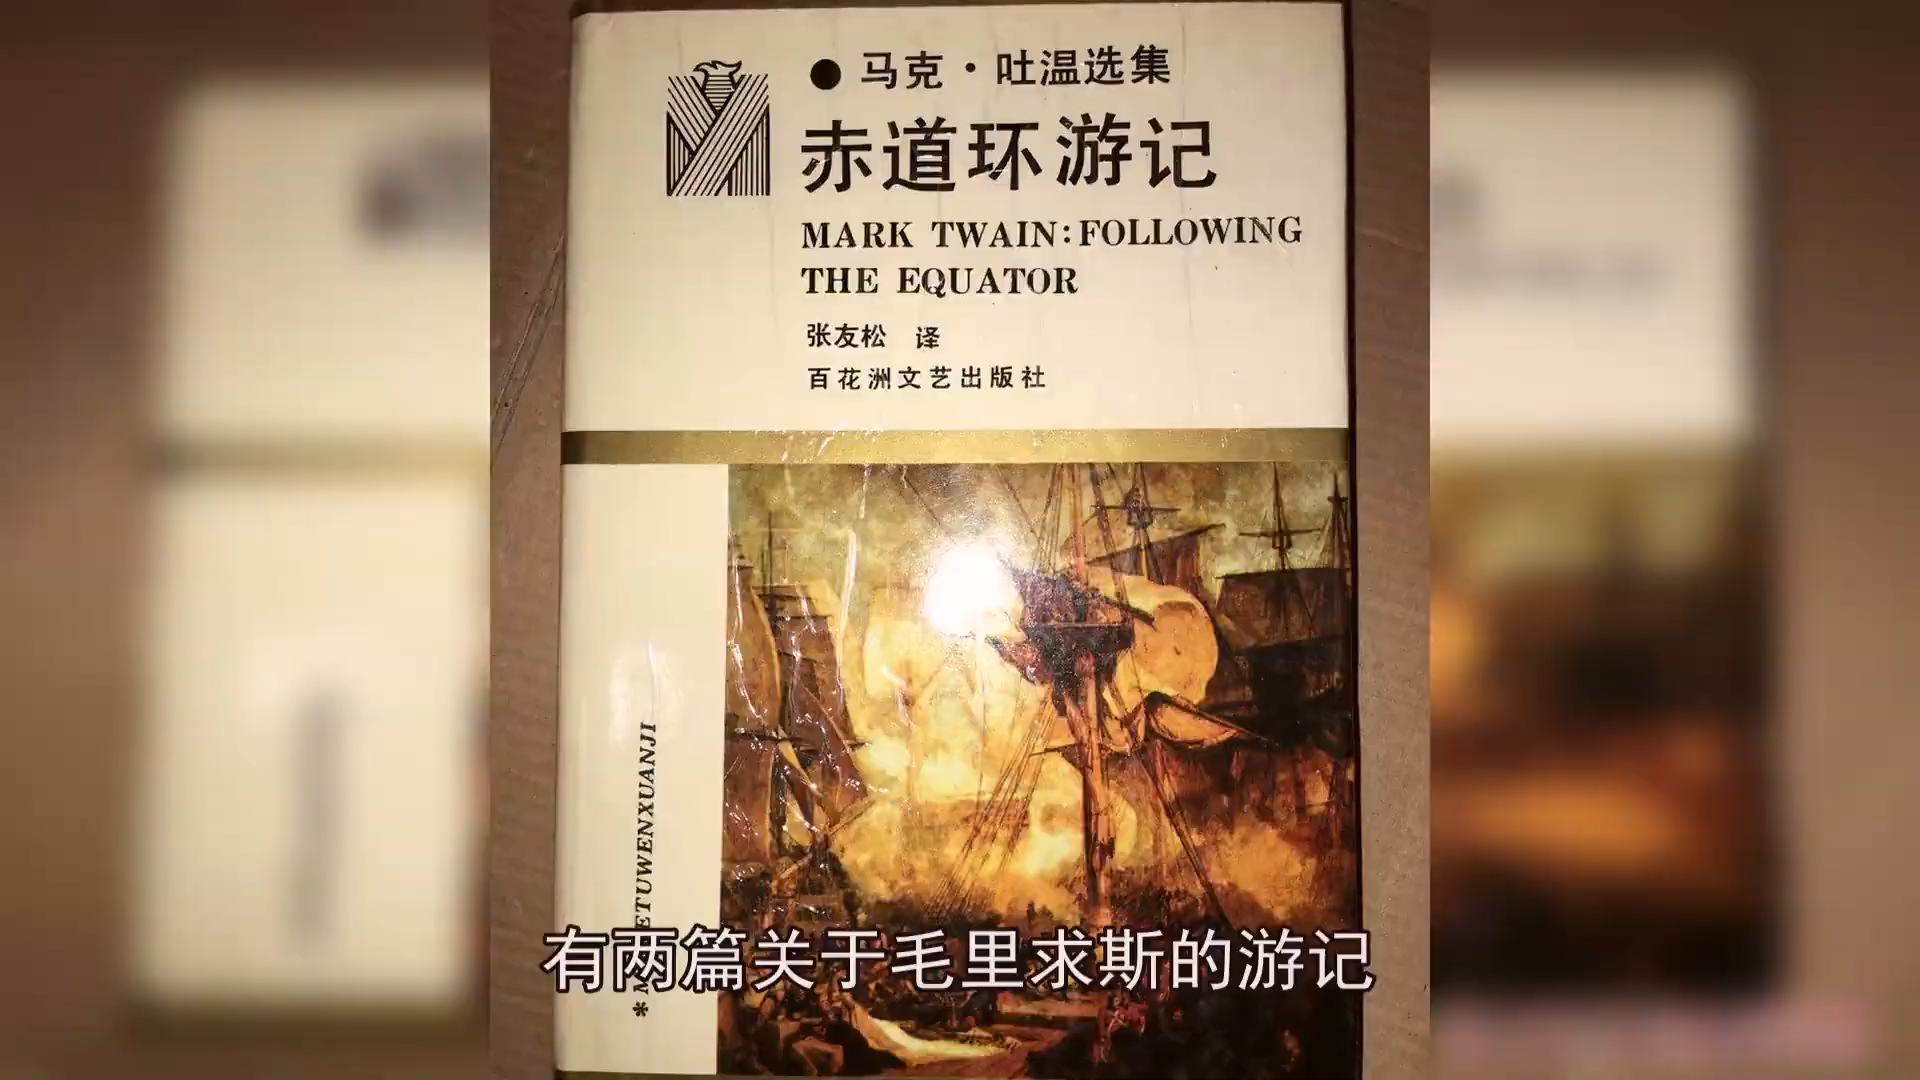 ●马克·吐温选集
赤道环游记
MARK TWAIN:FOLLOWING
THE EQUATOR
张友松 译
百花洲文艺出版社
有两篇关于毛里求斯的游记